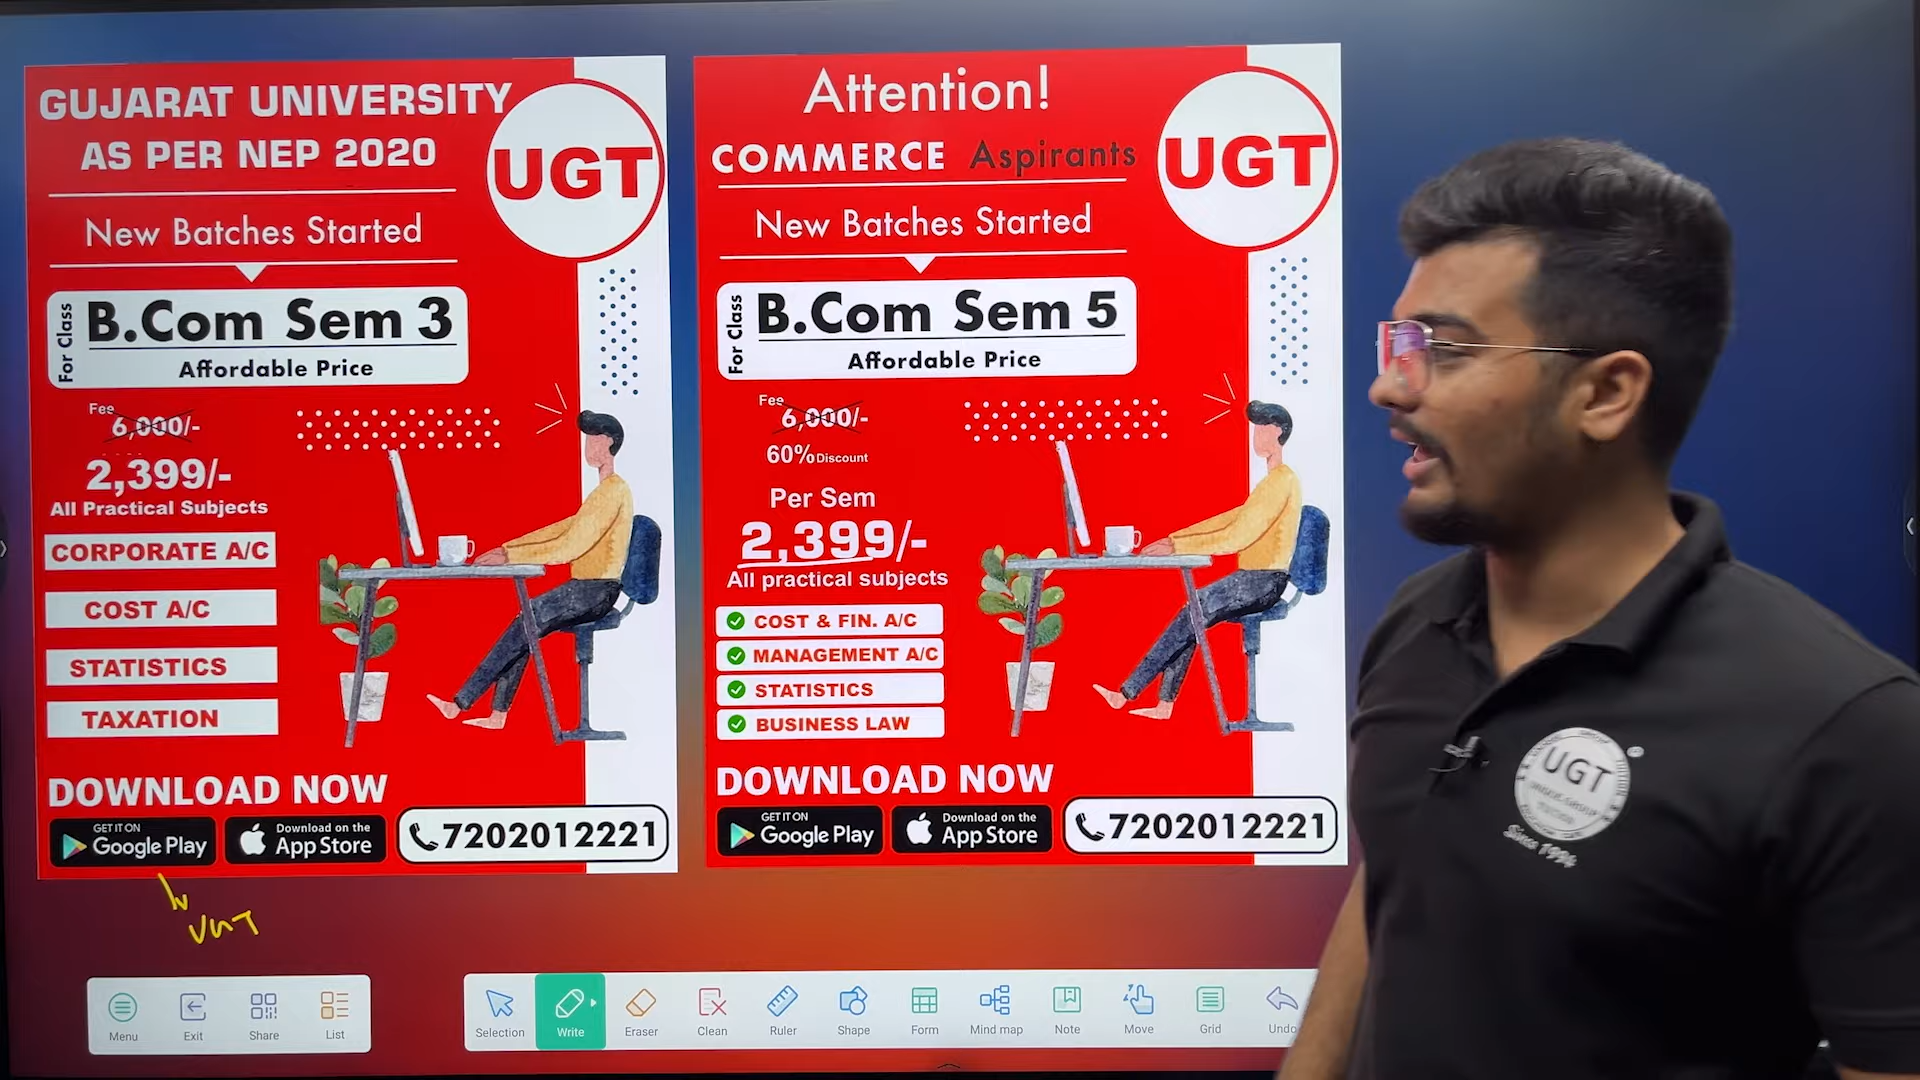 GUJARAT UNIVERSITY
AS PER NEP 2020
UGT
New Batches Started
For Class
B.Com Sem 3
Affordable Price
Fee
6,000/-
2,399/-
All Practical Subjects
CORPORATE A/C
COST A/C
STATISTICS
TAXATION
DOWNLOAD NOW
GET IT ON
Google Play
Download on the
App Store
7202012221
UGT
Attention!
COMMERCE Aspirants
UGT
New Batches Started
For Class
B.Com Sem 5
Affordable Price
Fee
6,000/-
60% Discount
Per Sem
2,399/-
All practical subjects
COST & FIN. A/C
MANAGEMENT A/C
STATISTICS
BUSINESS LAW
DOWNLOAD NOW
GET IT ON
Google Play
Download on the
App Store
7202012221
UGT
Since 1994
Menu
Exit
Share
List
Selection
Write
Eraser
Clean
Ruler
Shape
Form
Mind map
Note
Move
Grid
Undo